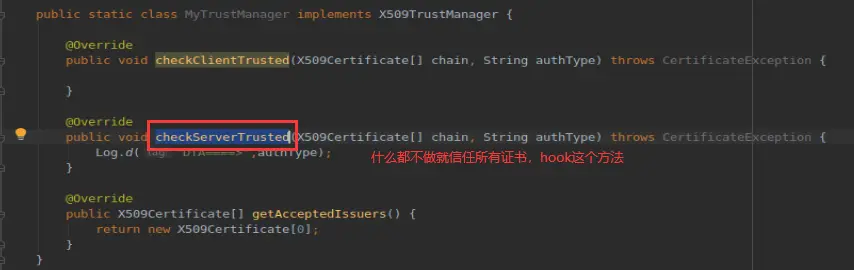 public static class MyTrustManager implements X509TrustManager {
@Override
public void checkClientTrusted(X509Certificate[] chain, String authType) throws CertificateException {
}
@Override
public void checkServerTrusted(X509Certificate[] chain, String authType) throws CertificateException {
Log.d( ,authType);
什么都不做就信任所有证书，hook这个方法
}
@Override
public X509Certificate[] getAcceptedIssuers() {
return new X509Certificate[0];
}
}